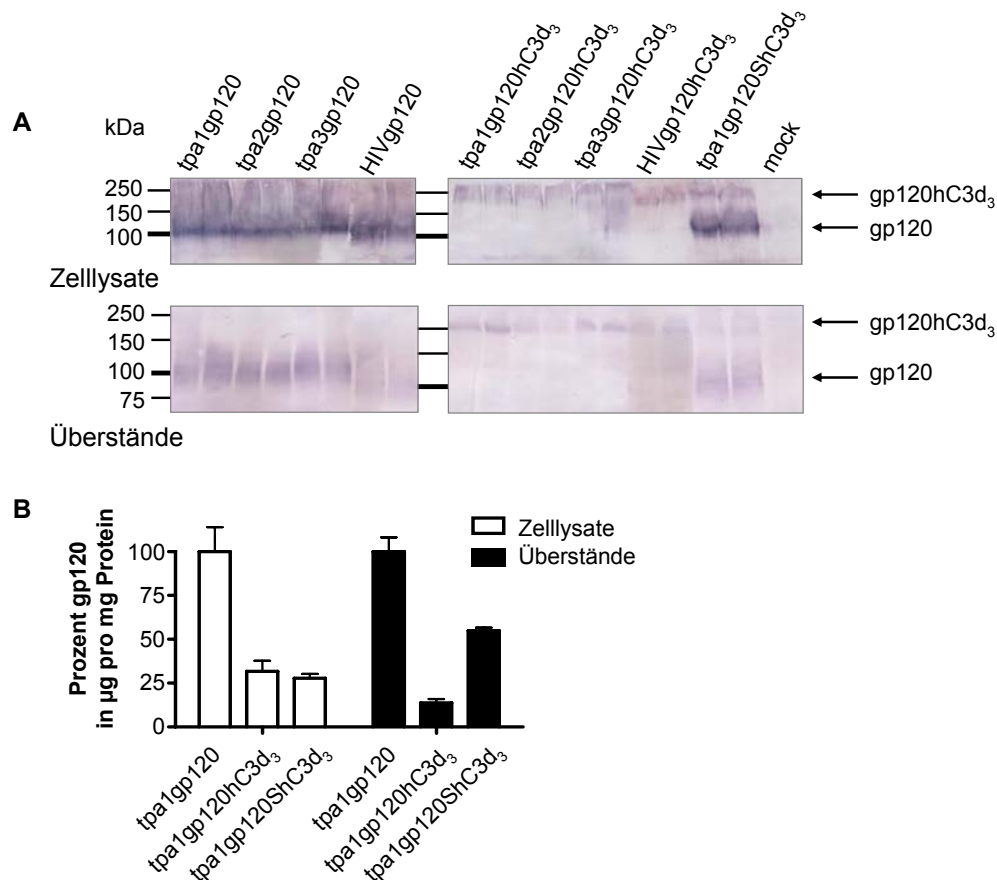 A
kDa
tpa1gp120
tpa2gp120
tpa3gp120
HIVgp120
tpa1gp120hC3d₃
tpa2gp120hC3d₃
tpa3gp120hC3d₃
HIVgp120hC3d₃
tpa1gp120ShC3d₃
mock
250
150
100
gp120hC3d₃
gp120
Zelllysate
250
150
100
75
gp120hC3d₃
gp120
Überstände
B
Prozent gp120
in µg pro mg Protein
100
75
50
25
0
Zelllysate
Überstände
tpa1gp120
tpa1gp120hC3d₃
tpa1gp120ShC3d₃
tpa1gp120
tpa1gp120hC3d₃
tpa1gp120ShC3d₃